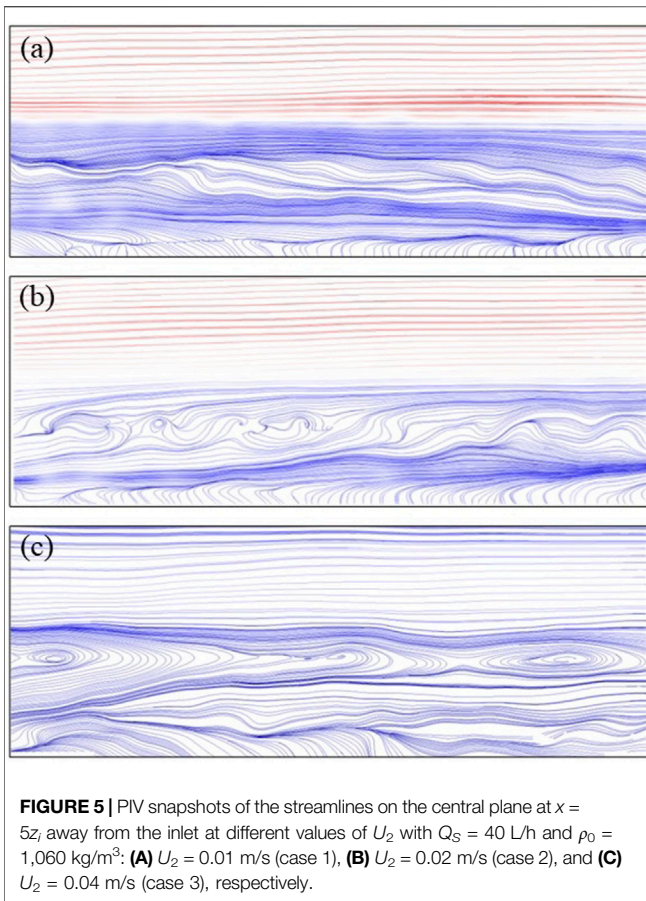 (a)
(b)
(c)
FIGURE 5 | PIV snapshots of the streamlines on the central plane at x =
5zᵢ away from the inlet at different values of U₂ with Q_S = 40 L/h and ρ₀ =
1,060 kg/m³: (A) U₂ = 0.01 m/s (case 1), (B) U₂ = 0.02 m/s (case 2), and (C)
U₂ = 0.04 m/s (case 3), respectively.